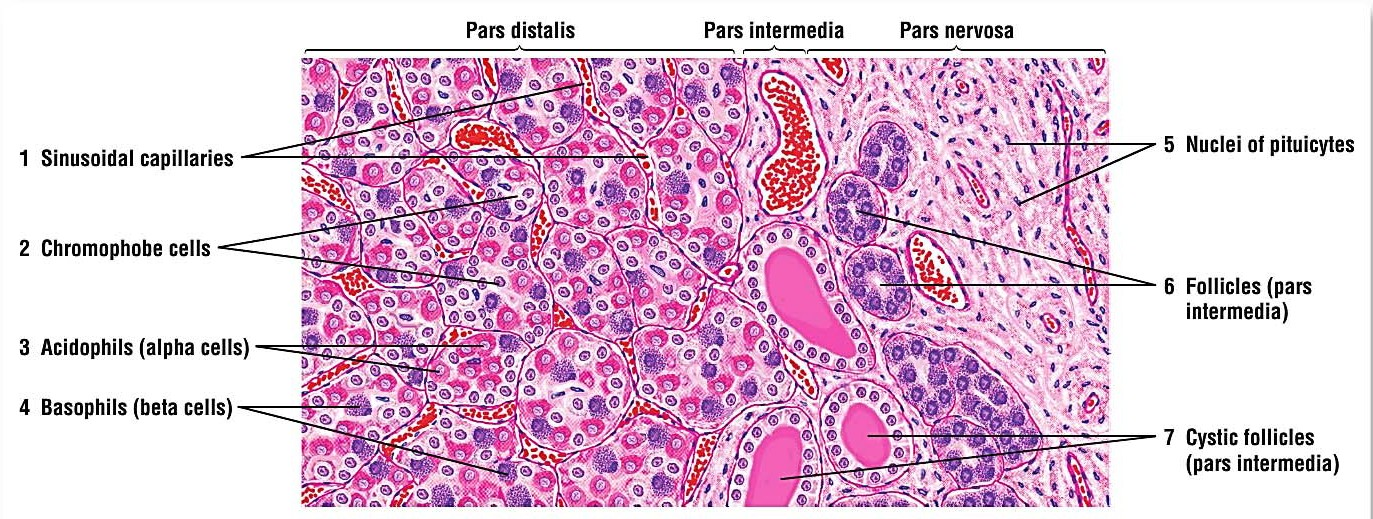 Pars distalis
Pars intermedia
Pars nervosa
1 Sinusoidal capillaries
2 Chromophobe cells
3 Acidophils (alpha cells)
4 Basophils (beta cells)
5 Nuclei of pituicytes
6 Follicles (pars
intermedia)
7 Cystic follicles
(pars intermedia)